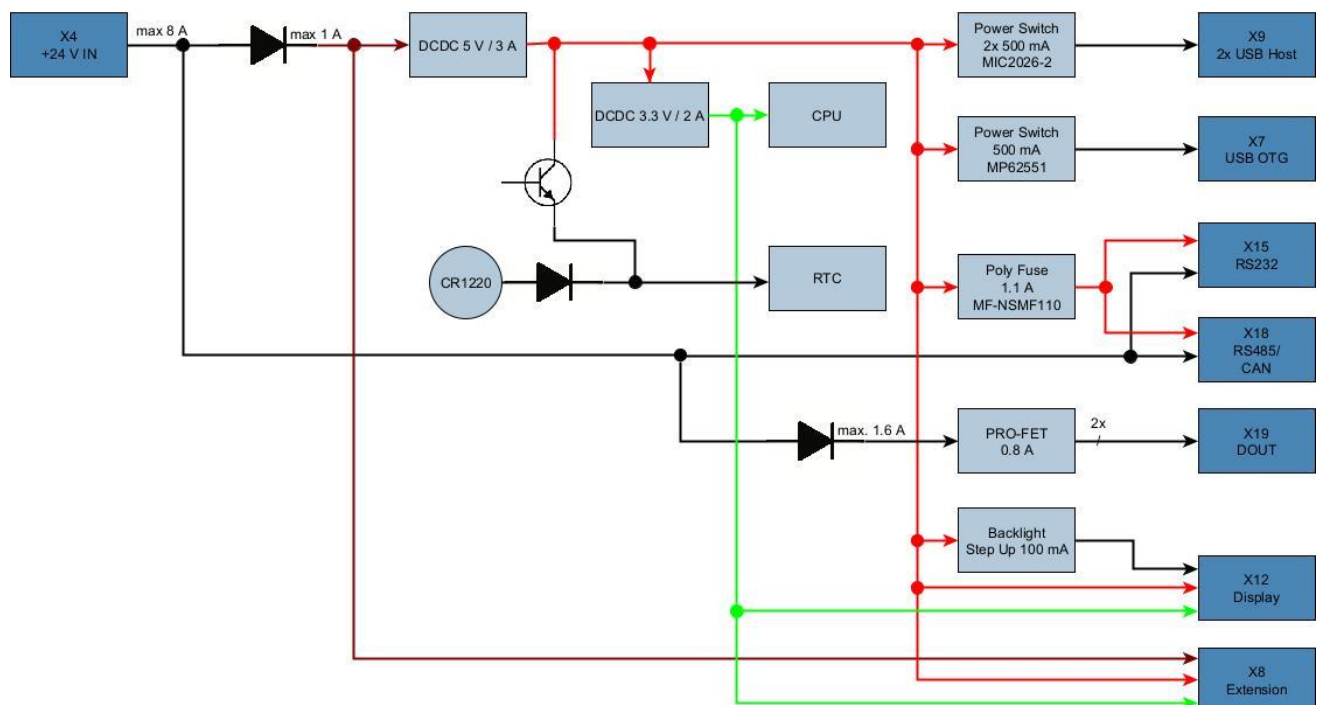 X4
+24 V IN
max 8 A
max 1 A
DCDC 5 V / 3 A
Power Switch
2x 500 mA
MIC2026-2
X9
2x USB Host
DCDC 3.3 V / 2 A
CPU
Power Switch
500 mA
MP62551
X7
USB OTG
CR1220
RTC
Poly Fuse
1.1 A
MF-NSMF110
X15
RS232
X18
RS485/
CAN
max. 1.6 A
PRO-FET
0.8 A
2x
X19
DOUT
Backlight
Step Up 100 mA
X12
Display
X8
Extension